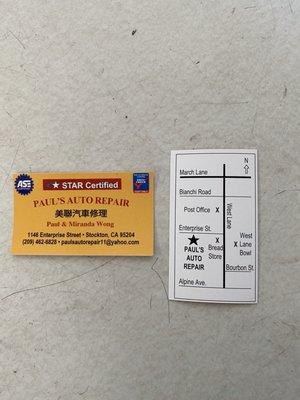 ASE
STAR Certified
PAUL'S AUTO REPAIR
美聯汽車修理
Paul & Miranda Wong
1146 Enterprise Street • Stockton, CA 95204
(209) 462-6828 • paulsautorepair11@yahoo.com
N
March Lane
Bianchi Road
Post Office X
West Lane
Enterprise St.
PAUL'S AUTO REPAIR
X Bread Store
X West Lane Bowl
Bourbon St.
Alpine Ave.